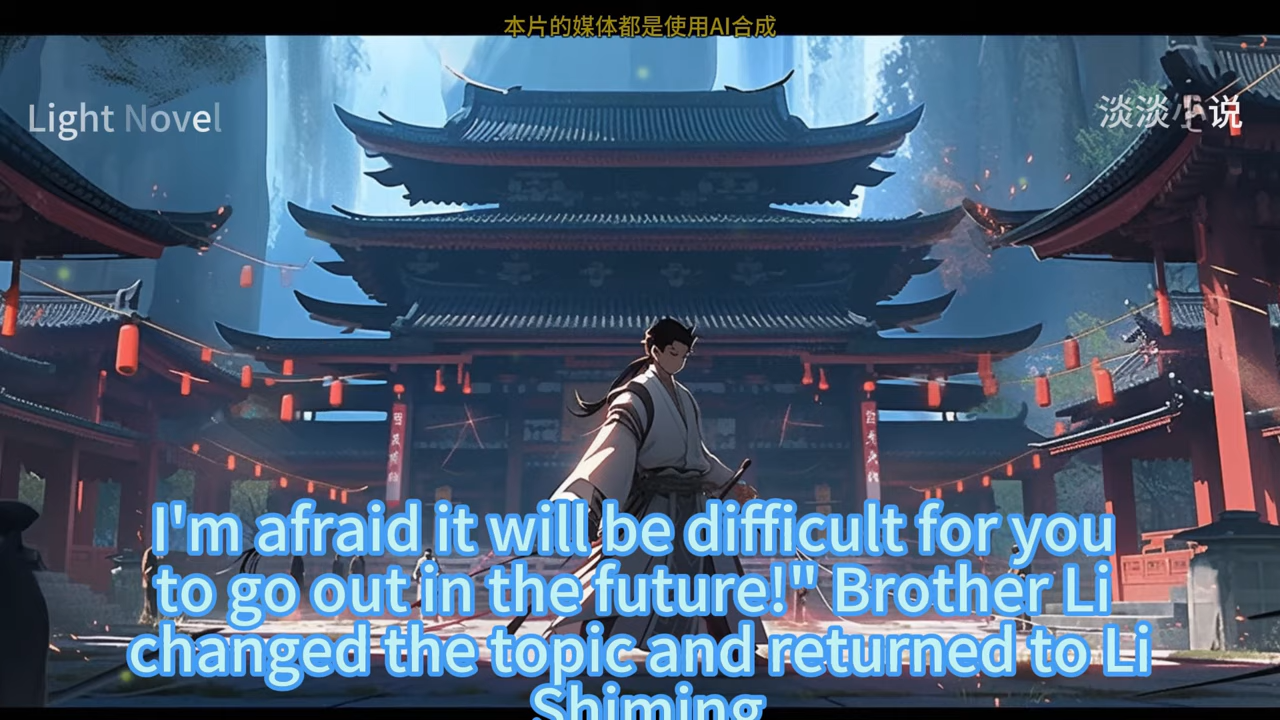 本片的媒体都是使用AI合成
Light Novel
淡淡小说
I'm afraid it will be difficult for you
to go out in the future!" Brother Li
changed the topic and returned to Li
Shiming